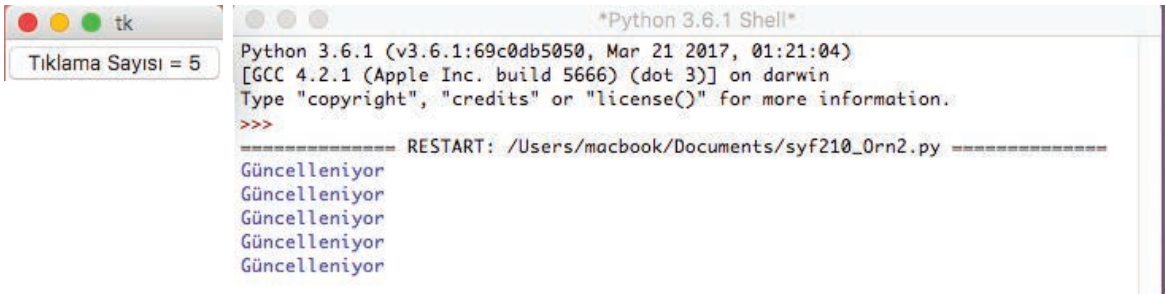 tk
Tıklama Sayısı = 5
*Python 3.6.1 Shell*
Python 3.6.1 (v3.6.1:69c0db5050, Mar 21 2017, 01:21:04)
[GCC 4.2.1 (Apple Inc. build 5666) (dot 3)] on darwin
Type "copyright", "credits" or "license()" for more information.
>>>
============== RESTART: /Users/macbook/Documents/syf210_Orn2.py ==============
Güncelleniyor
Güncelleniyor
Güncelleniyor
Güncelleniyor
Güncelleniyor